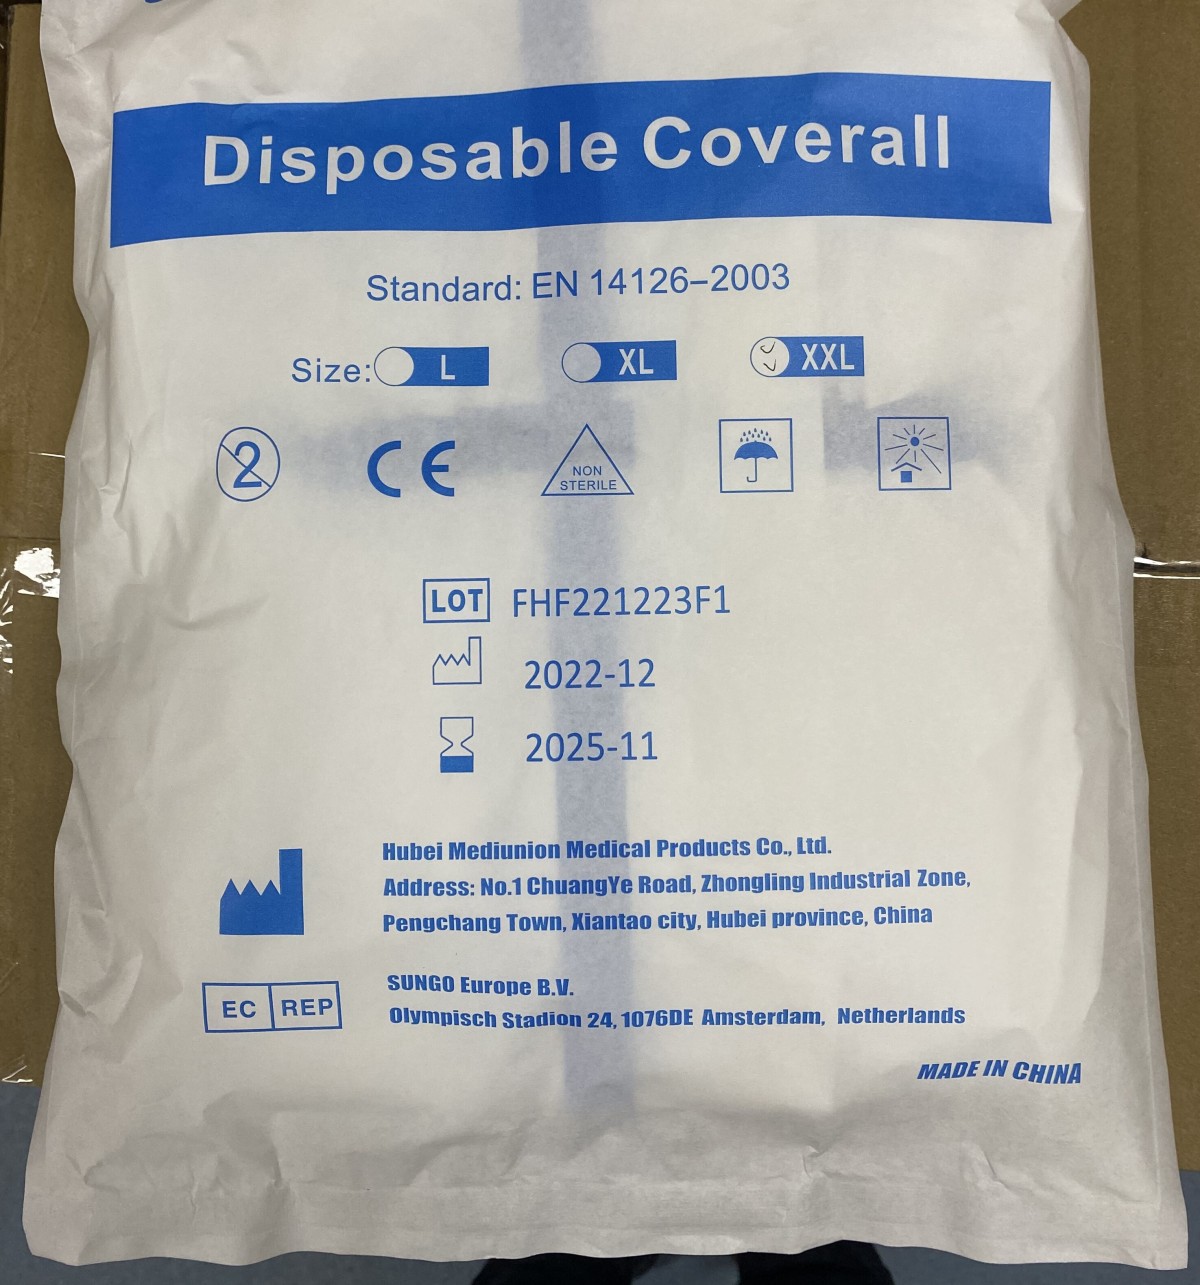 Disposable Coverall
Standard: EN 14126–2003
Size: L XL XXL
2 CE NON STERILE
LOT FHF221223F1
2022-12
2025-11
Hubei Mediunion Medical Products Co., Ltd.
Address: No.1 ChuangYe Road, Zhongling Industrial Zone,
Pengchang Town, Xiantao city, Hubei province, China
EC REP SUNGO Europe B.V.
Olympisch Stadion 24, 1076DE Amsterdam, Netherlands
MADE IN CHINA